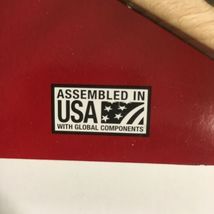 ASSEMBLED IN
USA
WITH GLOBAL COMPONENTS